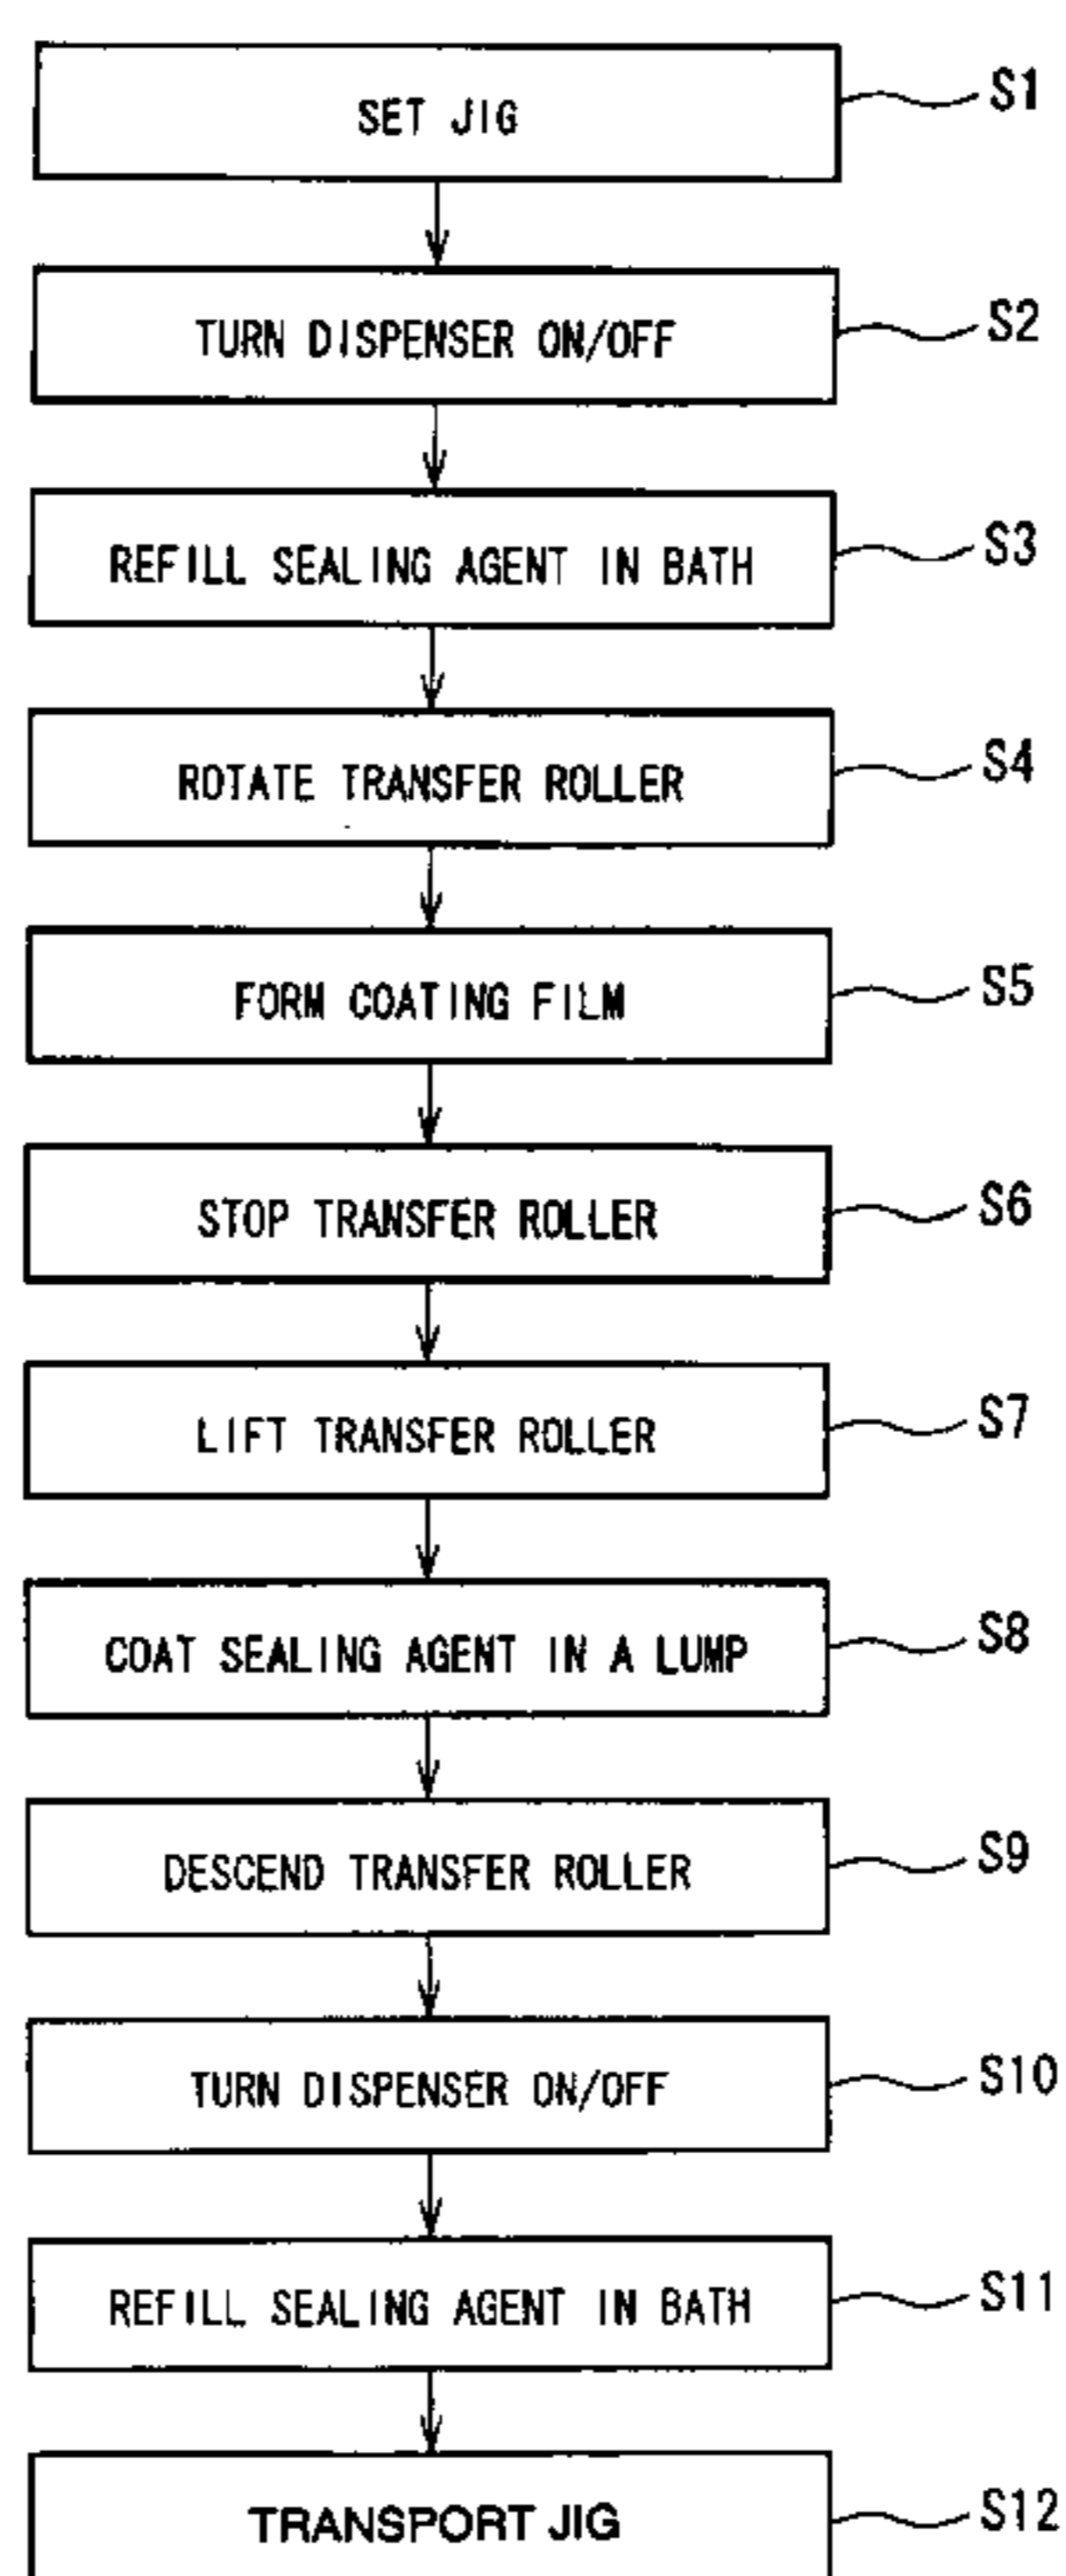 SET JIG S1
TURN DISPENSER ON/OFF S2
REFILL SEALING AGENT IN BATH S3
ROTATE TRANSFER ROLLER S4
FORM COATING FILM S5
STOP TRANSFER ROLLER S6
LIFT TRANSFER ROLLER S7
COAT SEALING AGENT IN A LUMP S8
DESCEND TRANSFER ROLLER S9
TURN DISPENSER ON/OFF S10
REFILL SEALING AGENT IN BATH S11
TRANSPORT JIG S12